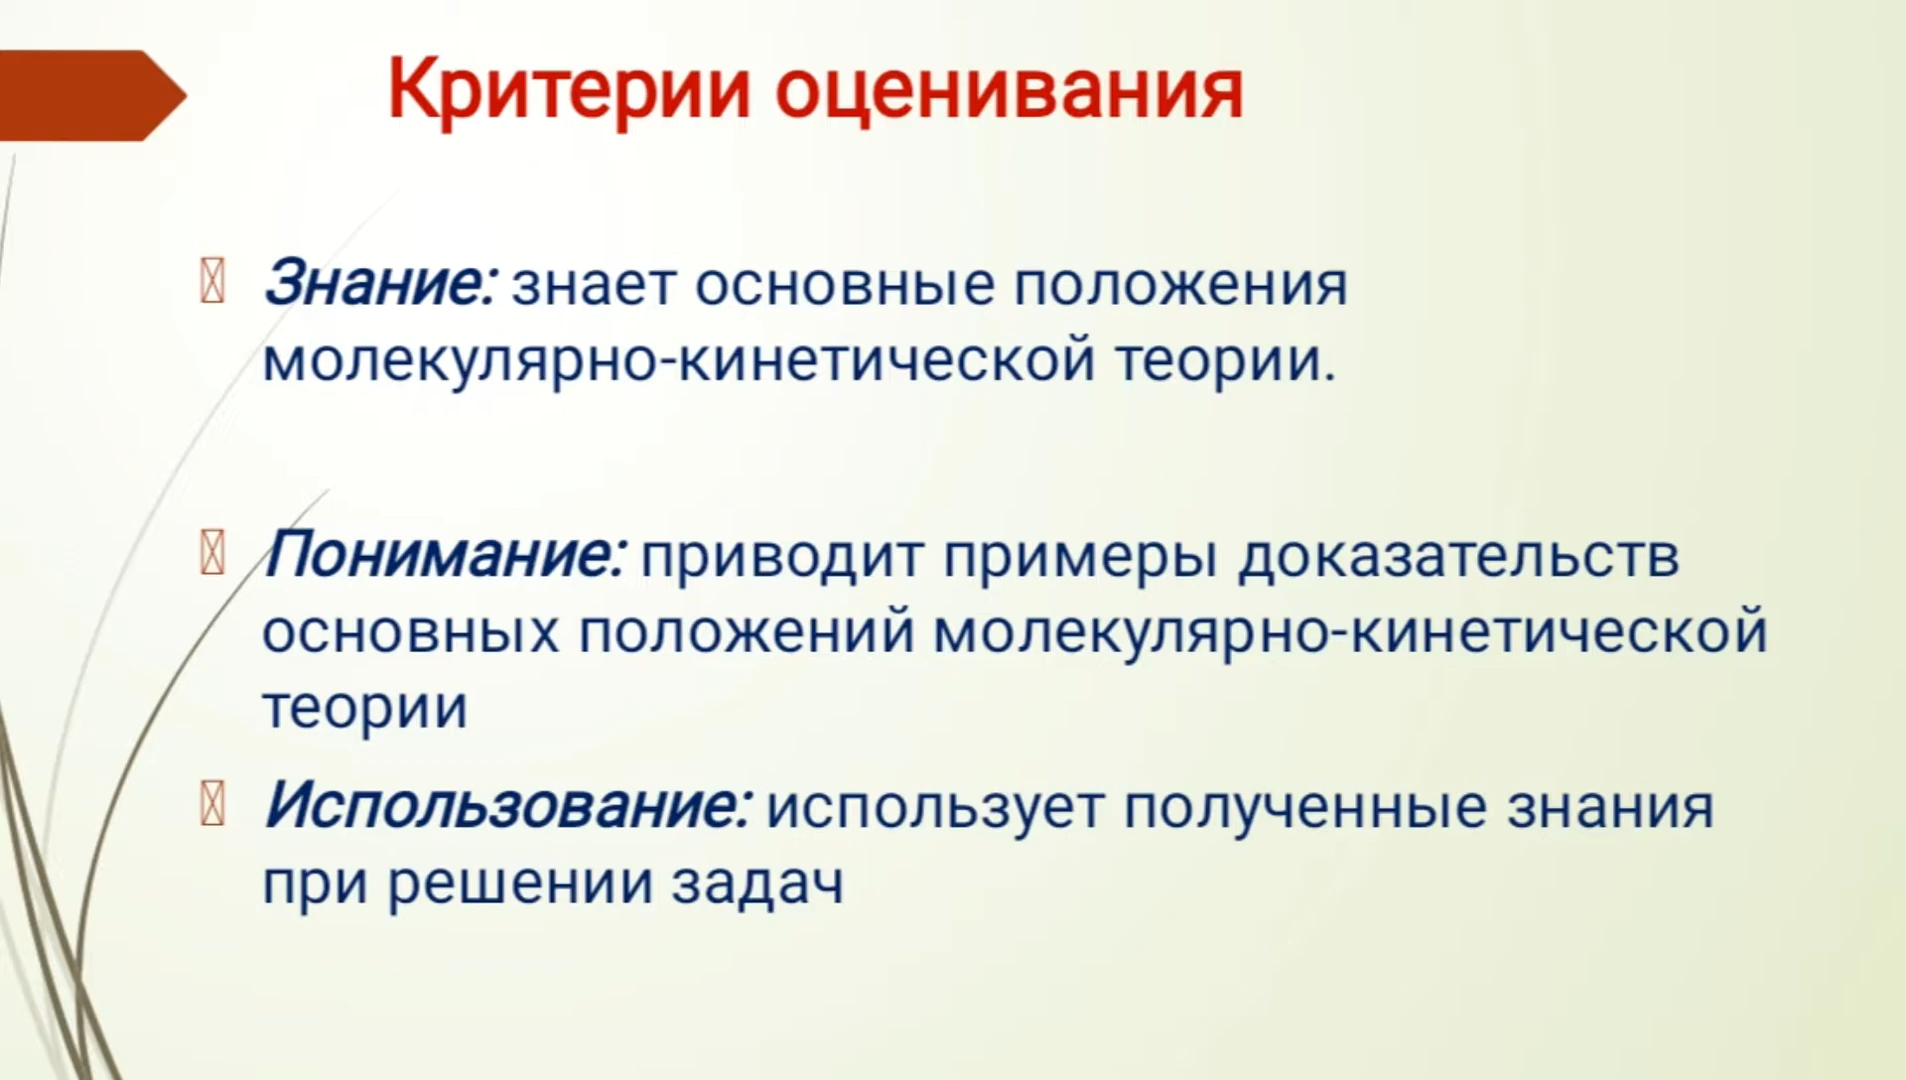 Критерии оценивания
Знание: знает основные положения
молекулярно-кинетической теории.
Понимание: приводит примеры доказательств
основных положений молекулярно-кинетической
теории
Использование: использует полученные знания
при решении задач